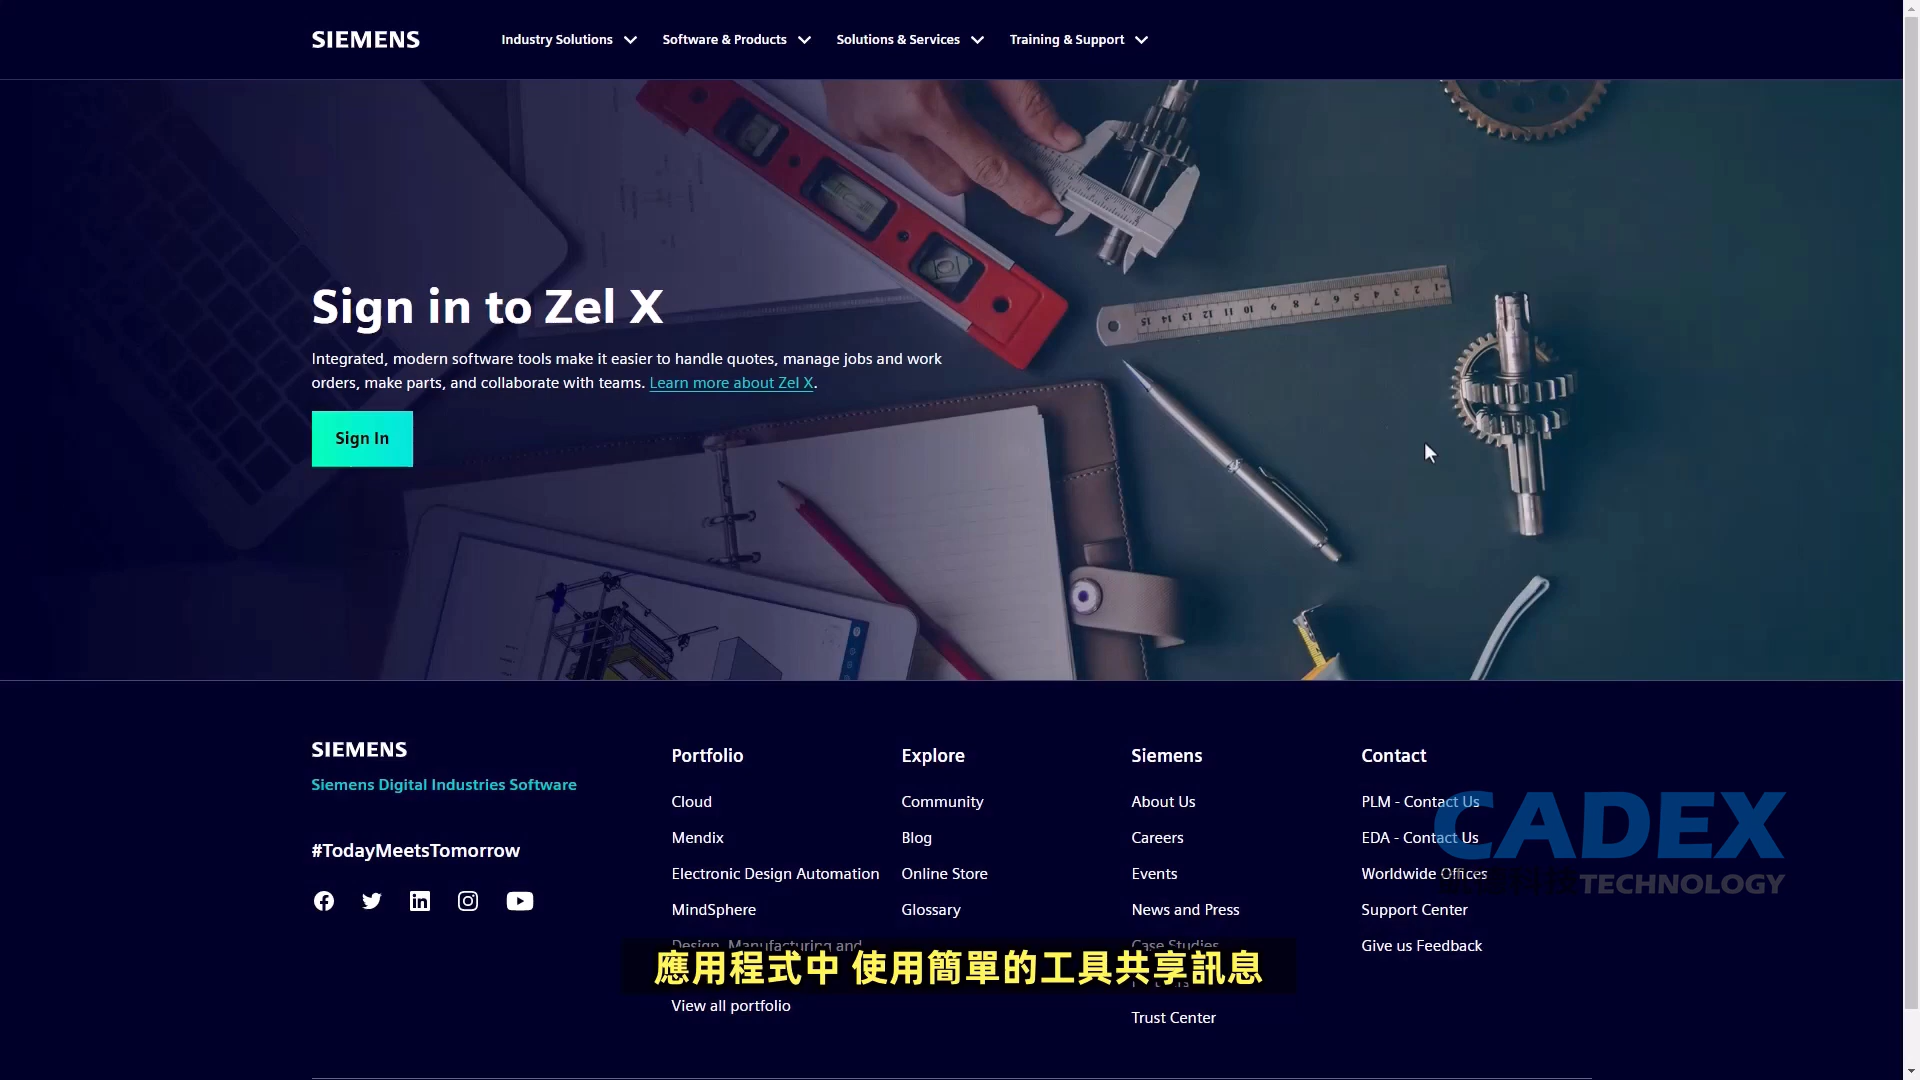 SIEMENS
Industry Solutions
Software & Products
Solutions & Services
Training & Support
Sign in to Zel X
Integrated, modern software tools make it easier to handle quotes, manage jobs and work
orders, make parts, and collaborate with teams. Learn more about Zel X.
Sign In
SIEMENS
Siemens Digital Industries Software
#TodayMeetsTomorrow
Portfolio
Cloud
Mendix
Electronic Design Automation
MindSphere
Design, Manufacturing and
View all portfolio
Explore
Community
Blog
Online Store
Glossary
Siemens
About Us
Careers
Events
News and Press
Case Studies
Trust Center
Contact
PLM - Contact Us
EDA - Contact Us
Worldwide Offices
Support Center
Give us Feedback
CADEX
TECHNOLOGY
應用程式中 使用簡單的工具共享訊息